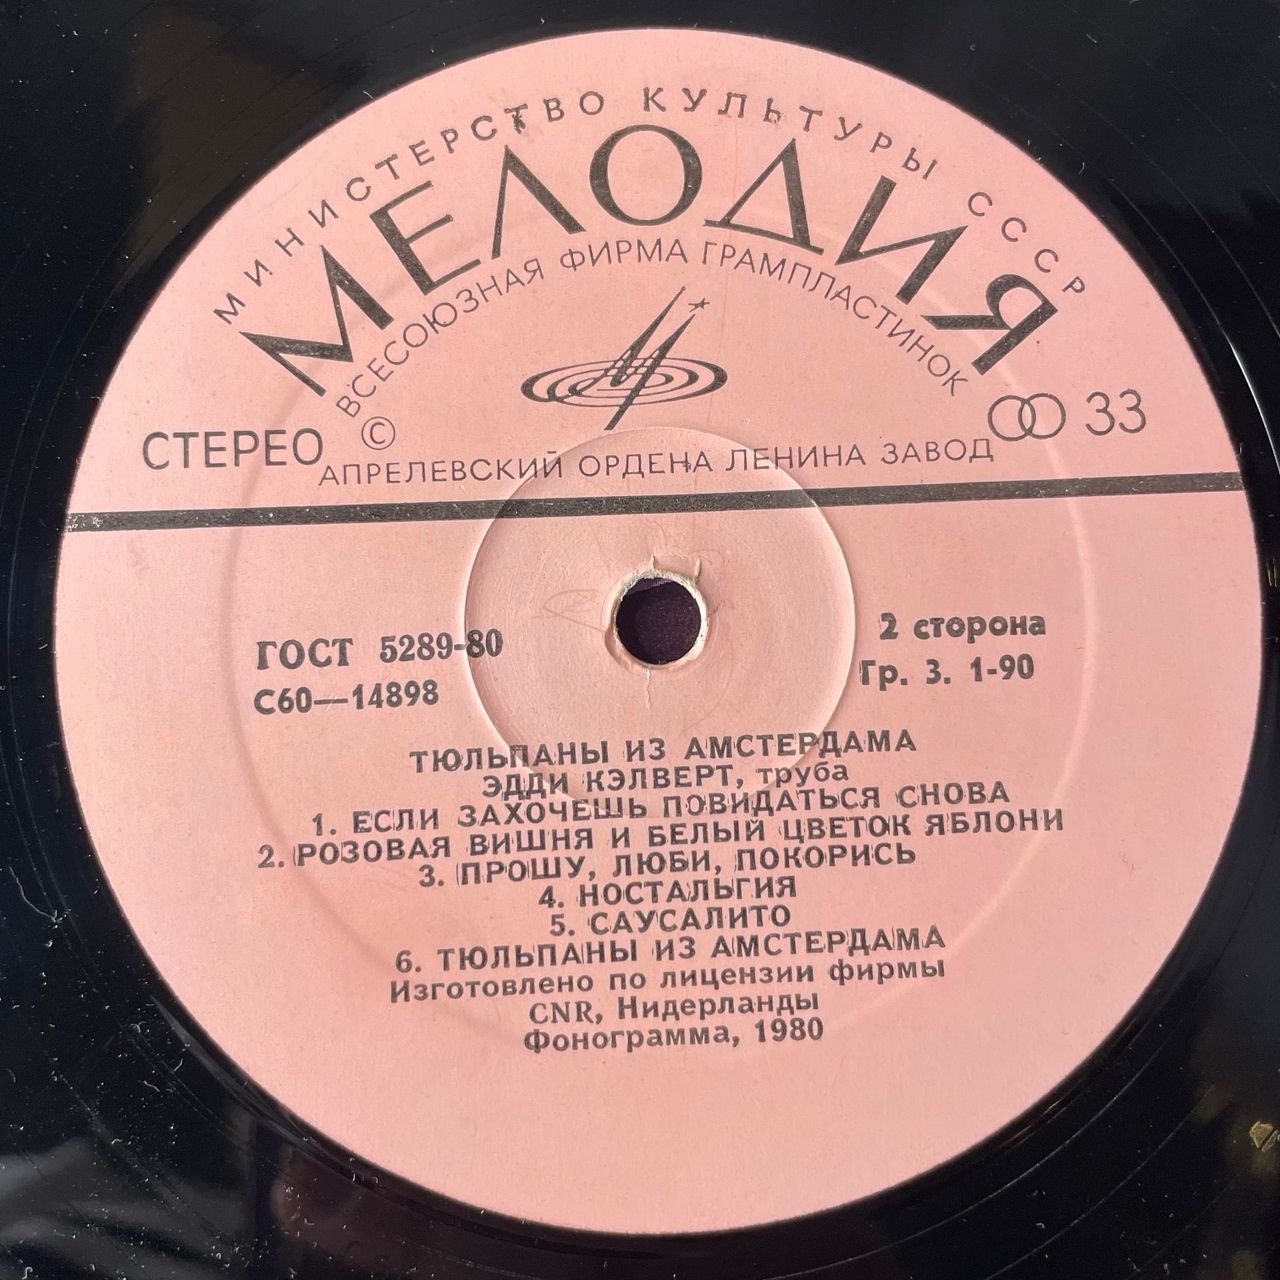 МИНИСТЕРСТВО КУЛЬТУРЫ СССР
МЕЛОДИЯ
ВСЕСОЮЗНАЯ ФИРМА ГРАМПЛАСТИНОК
СТЕРЕО © 33
АПРЕЛЕВСКИЙ ОРДЕНА ЛЕНИНА ЗАВОД
ГОСТ 5289-80 2 сторона
С60—14898 Гр. 3. 1-90
ТЮЛЬПАНЫ ИЗ АМСТЕРДАМА
ЭДДИ КЭЛВЕРТ, труба
1. ЕСЛИ ЗАХОЧЕШЬ ПОВИДАТЬСЯ СНОВА
2. РОЗОВАЯ ВИШНЯ И БЕЛЫЙ ЦВЕТОК ЯБЛОНИ
3. ПРОШУ, ЛЮБИ, ПОКОРИСЬ
4. НОСТАЛЬГИЯ
5. САУСАЛИТО
6. ТЮЛЬПАНЫ ИЗ АМСТЕРДАМА
Изготовлено по лицензии фирмы
CNR, Нидерланды
Фонограмма, 1980